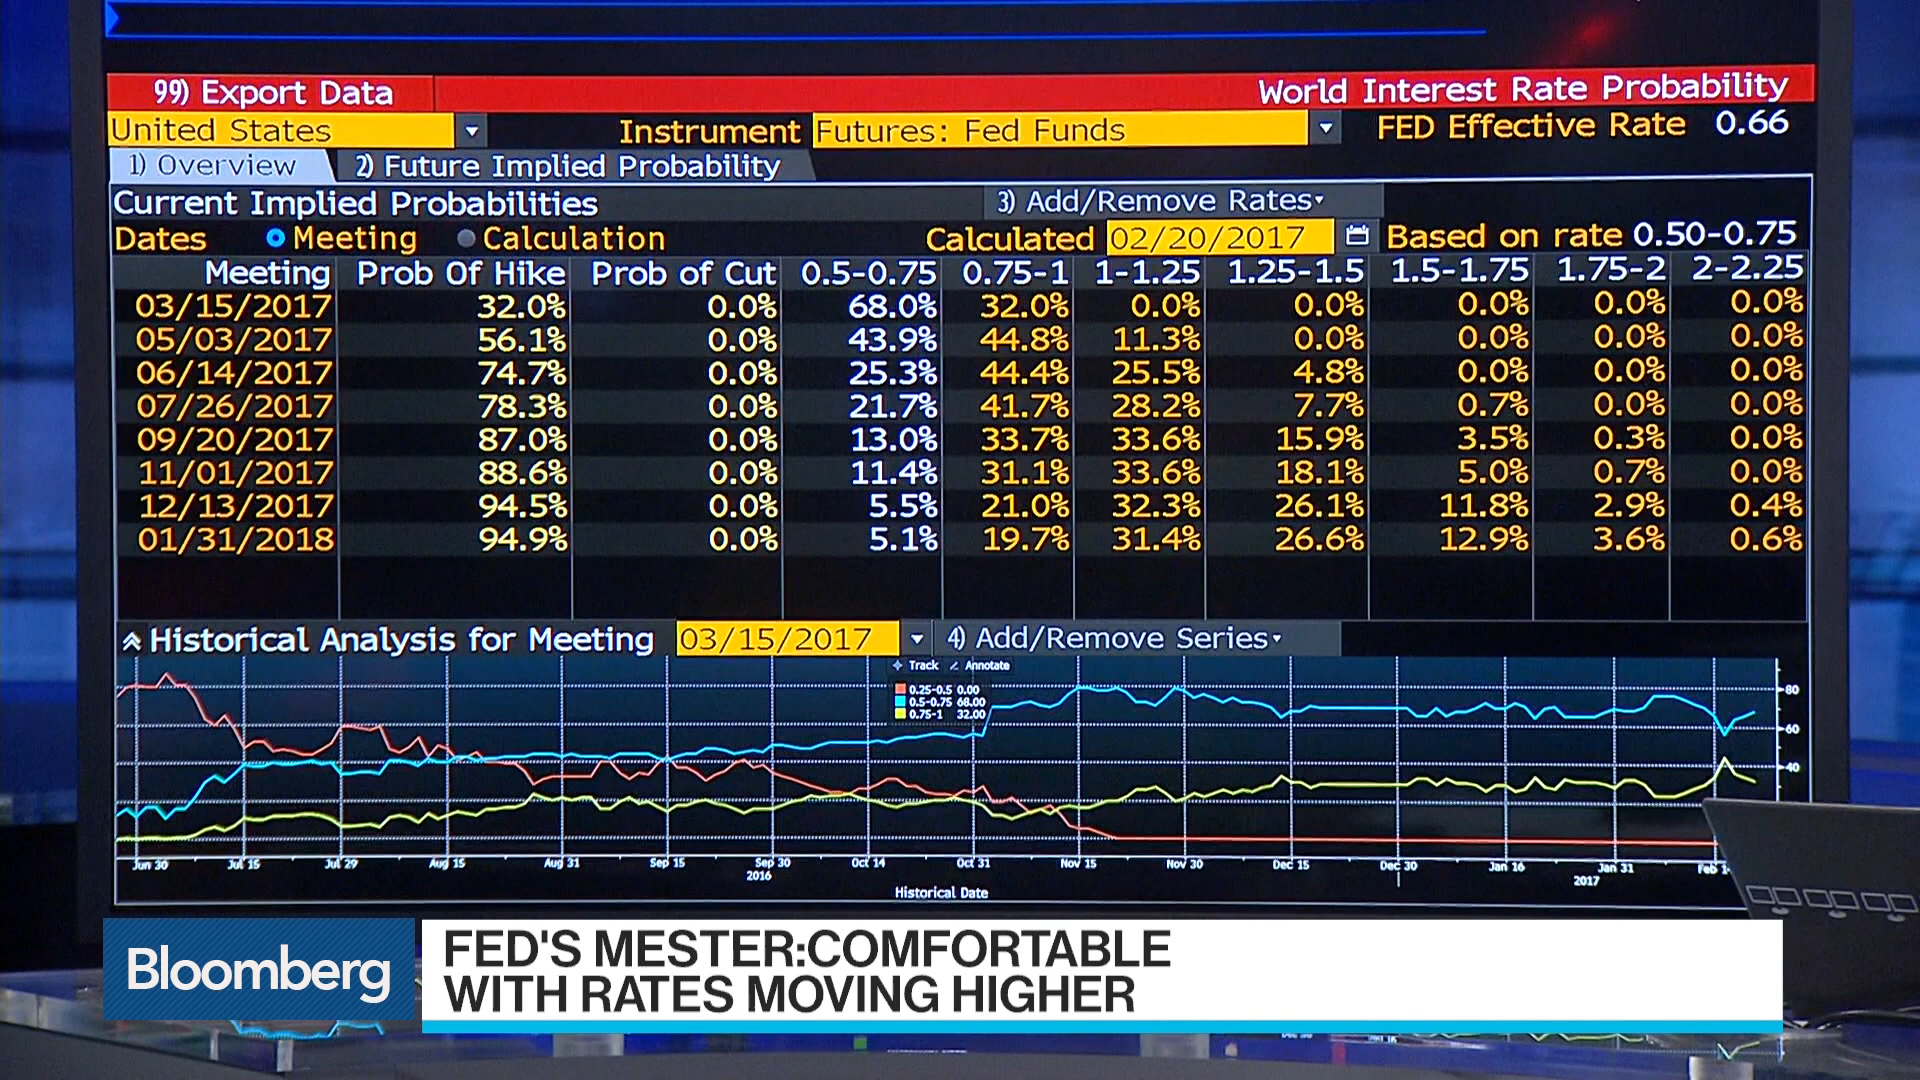 99) Export Data World Interest Rate Probability
United States Instrument Futures: Fed Funds FED Effective Rate 0.66
1) Overview 2) Future Implied Probability
Current Implied Probabilities 3) Add/Remove Rates
Dates Meeting Calculation Calculated 02/20/2017 Based on rate 0.50-0.75
Meeting Prob Of Hike Prob of Cut 0.5-0.75 0.75-1 1-1.25 1.25-1.5 1.5-1.75 1.75-2 2-2.25
03/15/2017 32.0% 0.0% 68.0% 32.0% 0.0% 0.0% 0.0% 0.0% 0.0%
05/03/2017 56.1% 0.0% 43.9% 44.8% 11.3% 0.0% 0.0% 0.0% 0.0%
06/14/2017 74.7% 0.0% 25.3% 44.4% 25.5% 4.8% 0.0% 0.0% 0.0%
07/26/2017 78.3% 0.0% 21.7% 41.7% 28.2% 7.7% 0.7% 0.0% 0.0%
09/20/2017 87.0% 0.0% 13.0% 33.7% 33.6% 15.9% 3.5% 0.3% 0.0%
11/01/2017 88.6% 0.0% 11.4% 31.1% 33.6% 18.1% 5.0% 0.7% 0.0%
12/13/2017 94.5% 0.0% 5.5% 21.0% 32.3% 26.1% 11.8% 2.9% 0.4%
01/31/2018 94.9% 0.0% 5.1% 19.7% 31.4% 26.6% 12.9% 3.6% 0.6%
Historical Analysis for Meeting 03/15/2017 4) Add/Remove Series
Track Annotate
0.25-0.5 0.00
0.5-0.75 68.00
0.75-1 32.00
80
60
40
Jun 30 Jul 15 Jul 29 Aug 15 Aug 31 Sep 15 Sep 30 Oct 14 Oct 31 Nov 15 Nov 30 Dec 15 Dec 30 Jan 16 Jan 31 Feb
2016 2017
Historical Date
Bloomberg
FED'S MESTER:COMFORTABLE
WITH RATES MOVING HIGHER